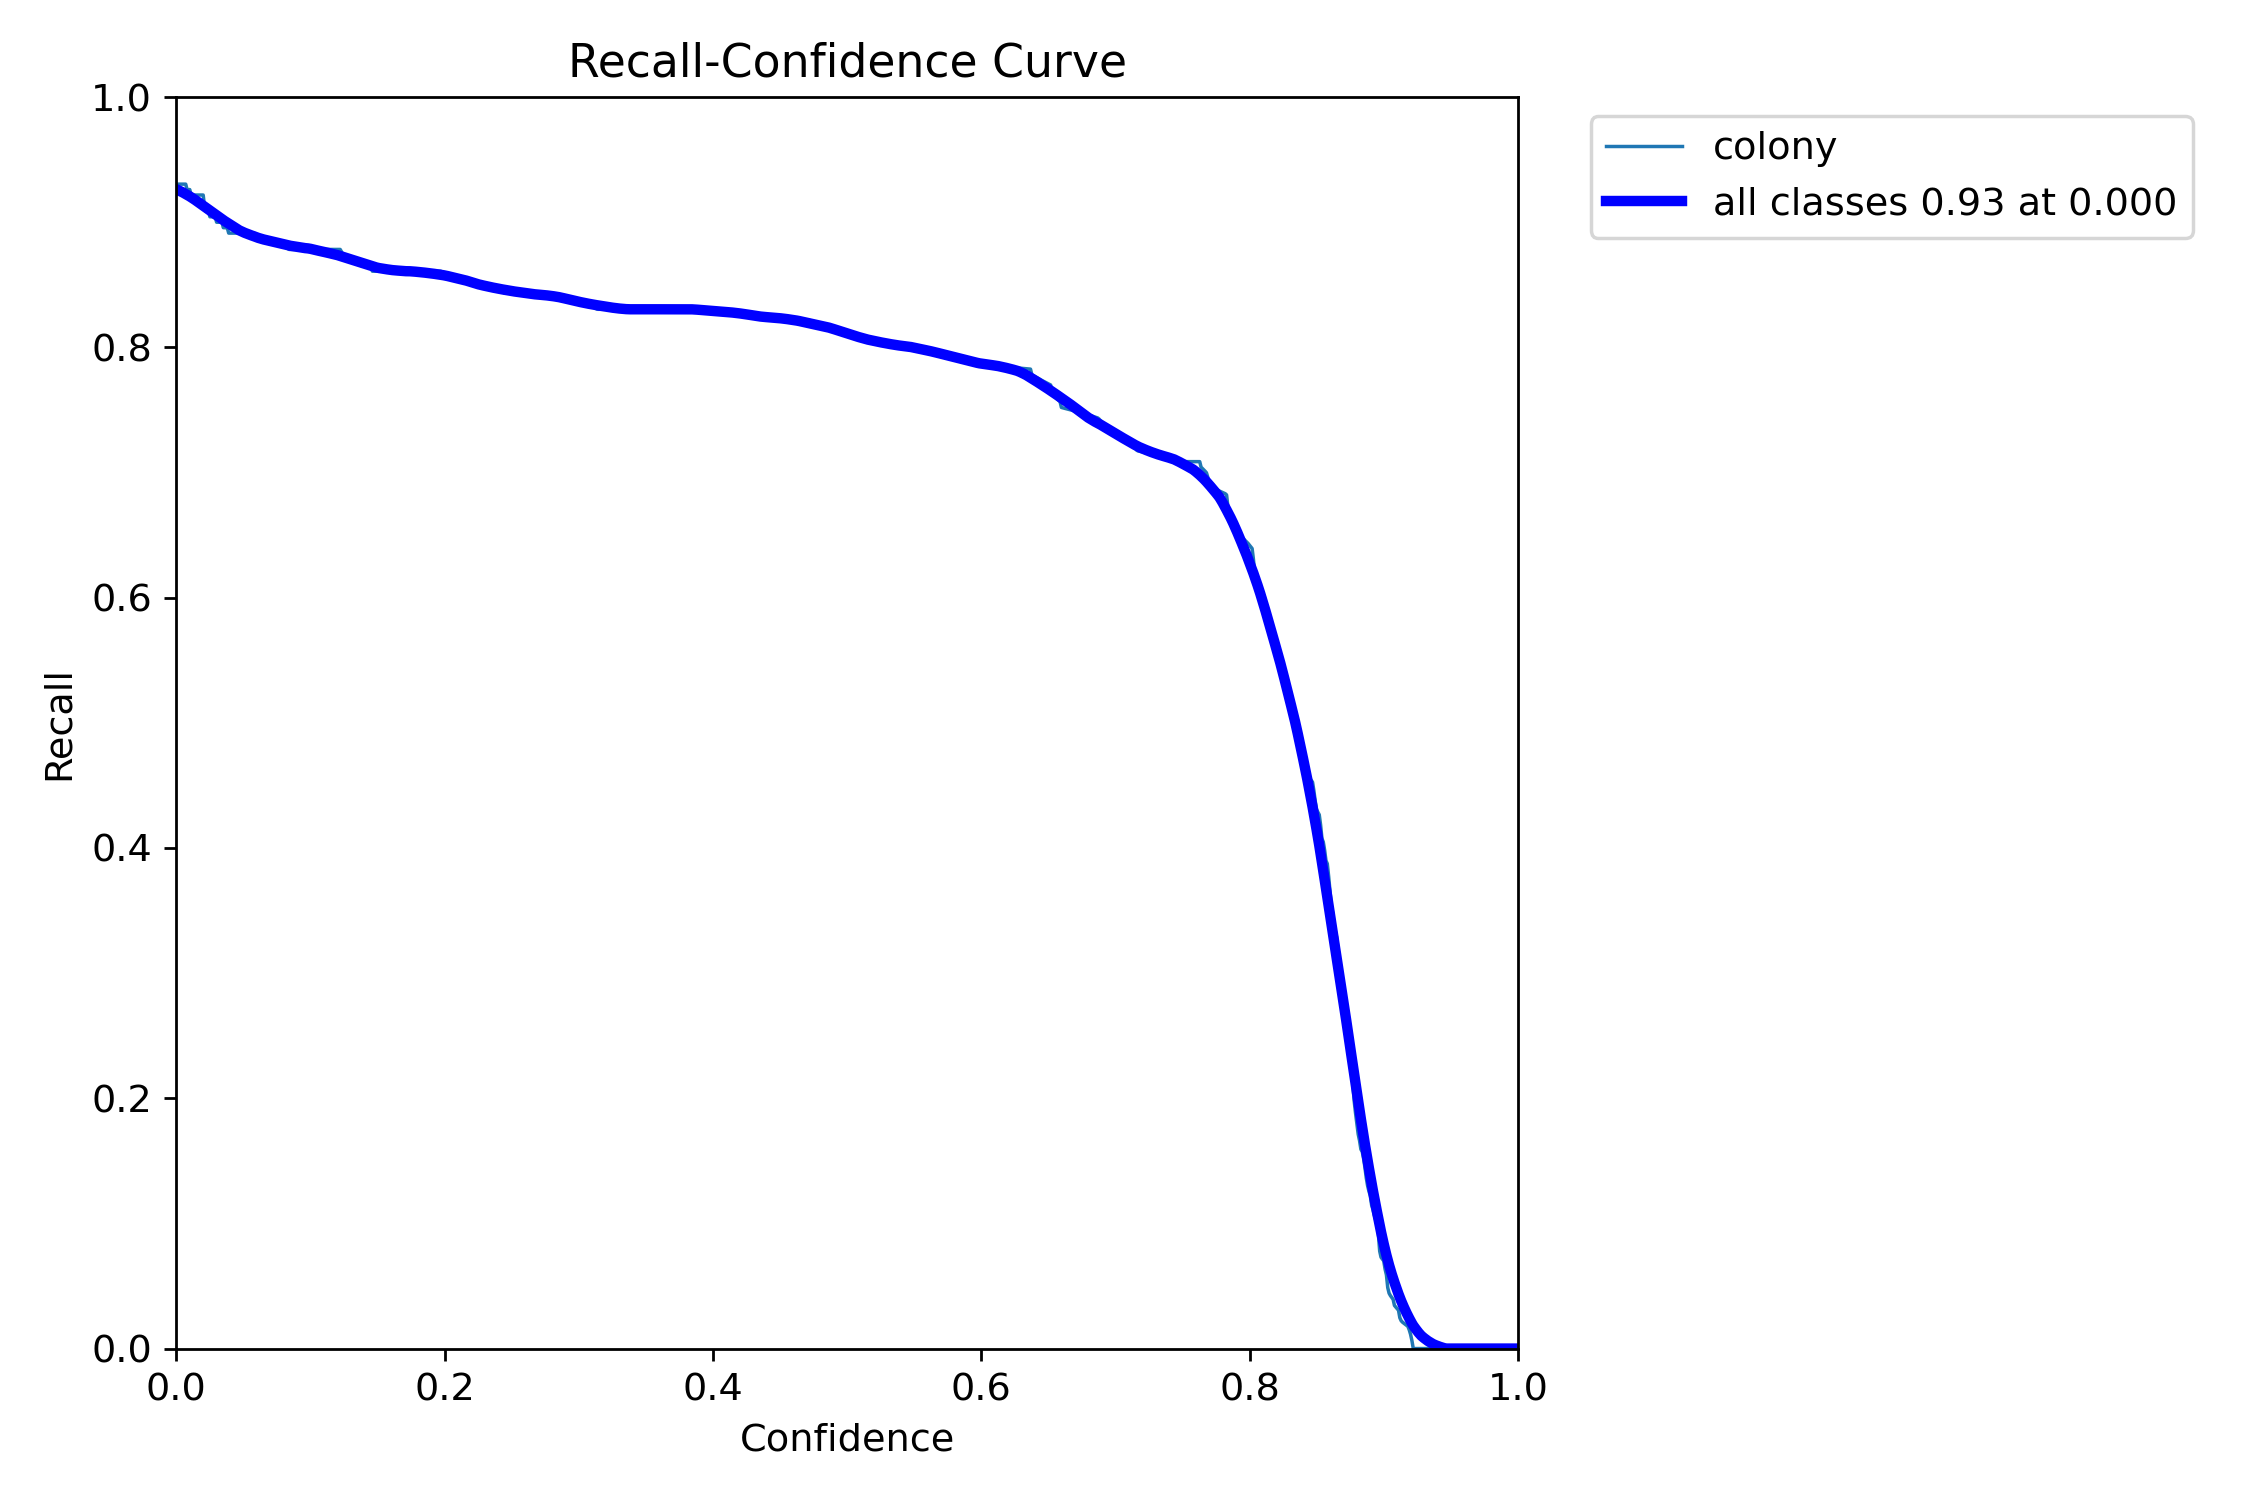 Recall-Confidence Curve
colony
all classes 0.93 at 0.000
1.0
0.8
0.6
0.4
0.2
0.0
Recall
0.0 0.2 0.4 0.6 0.8 1.0
Confidence